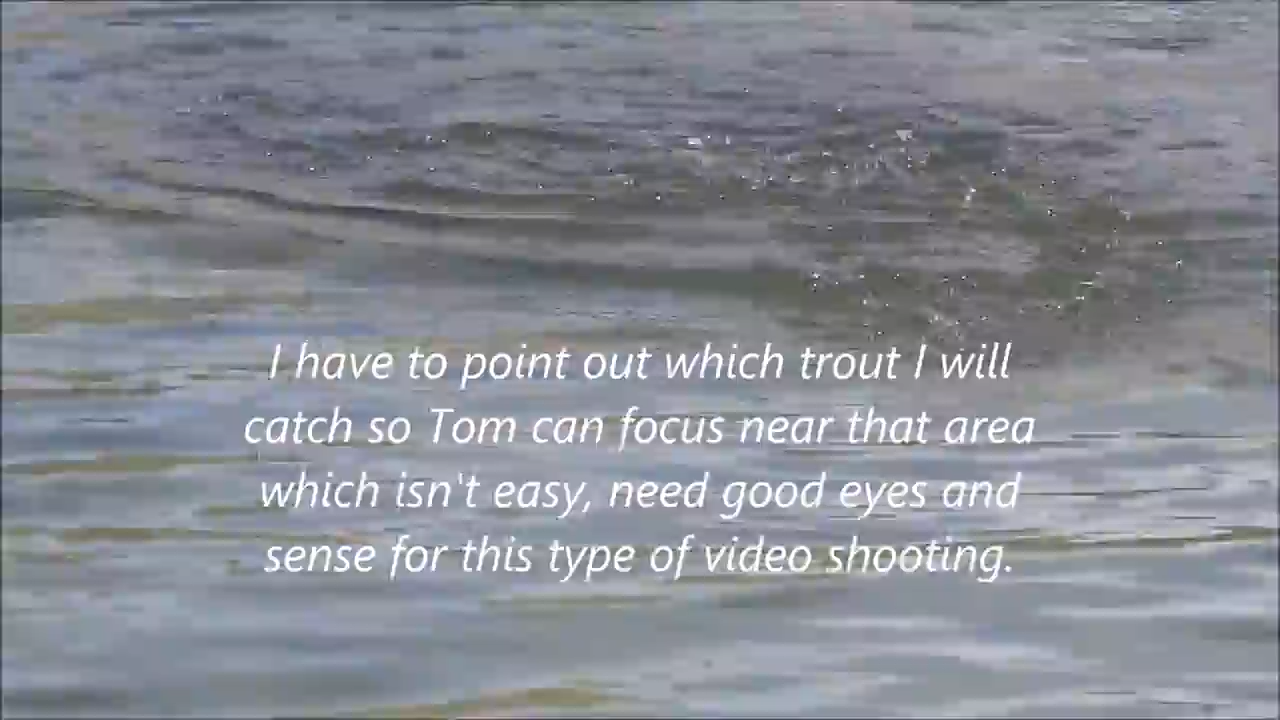 I have to point out which trout I will
catch so Tom can focus near that area
which isn't easy, need good eyes and
sense for this type of video shooting.